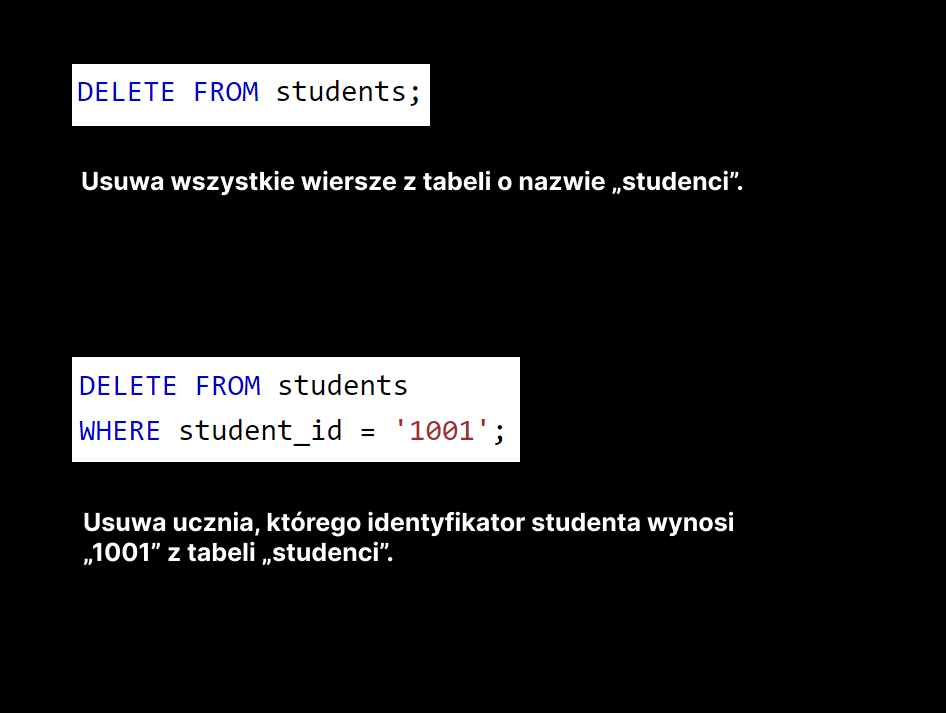 DELETE FROM students;
Usuwa wszystkie wiersze z tabeli o nazwie „studenci”.
DELETE FROM students
WHERE student_id = '1001';
Usuwa ucznia, którego identyfikator studenta wynosi
„1001” z tabeli „studenci”.